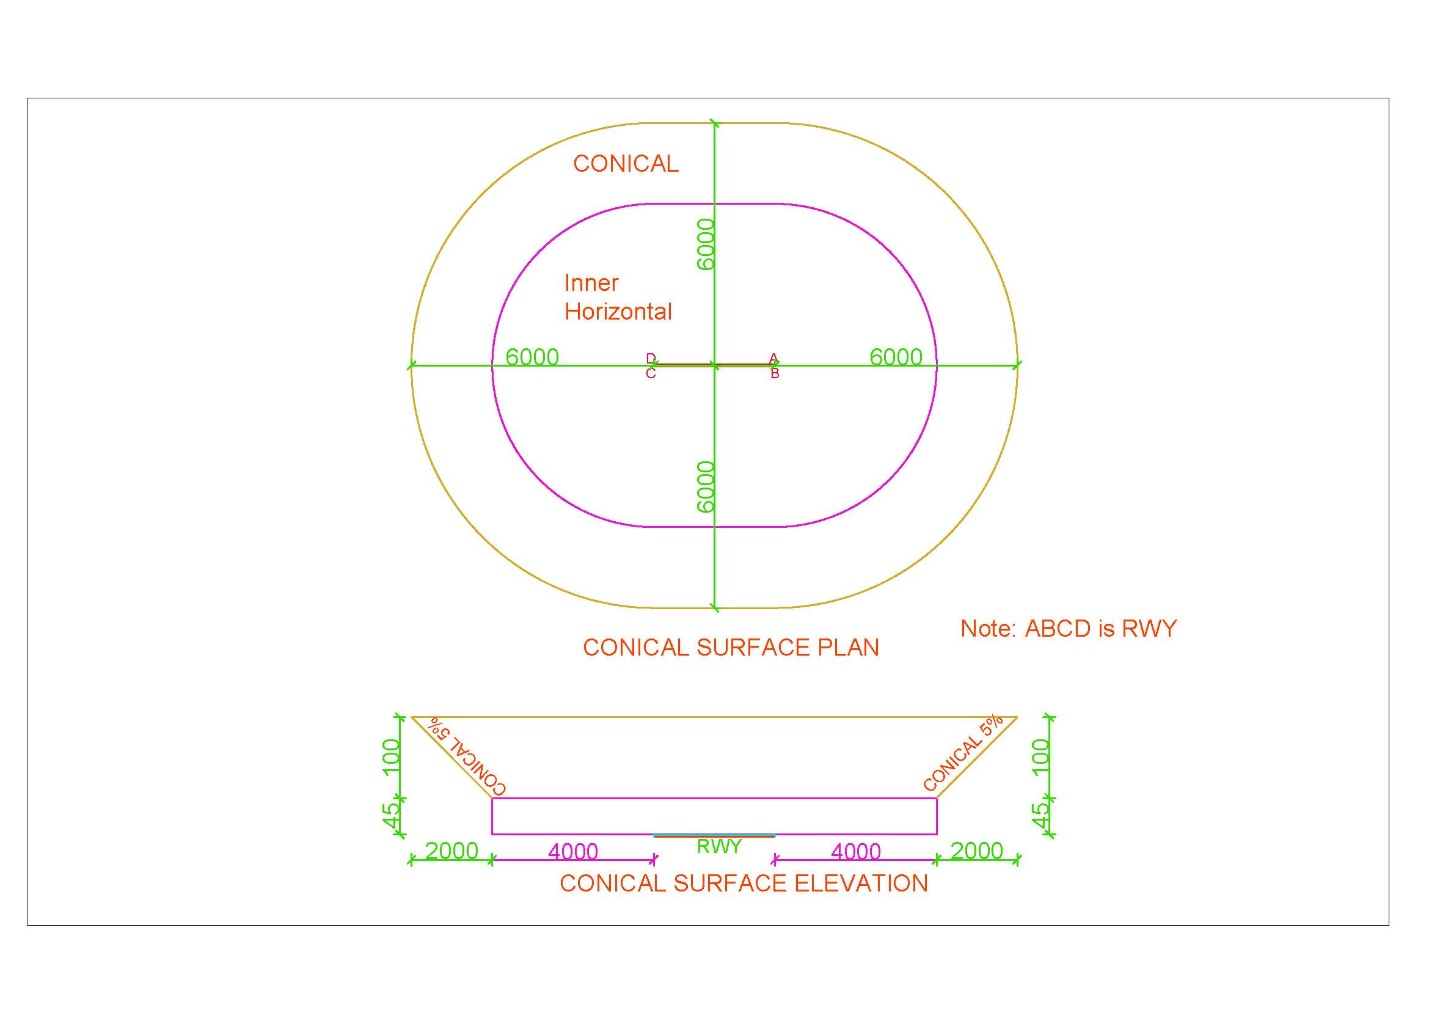 CONICAL
6000
Inner
Horizontal
6000
D
A
6000
C
B
6000
Note: ABCD is RWY
CONICAL SURFACE PLAN
CONICAL 5%
CONICAL 5%
100
100
45
45
RWY
2000
4000
4000
2000
CONICAL SURFACE ELEVATION